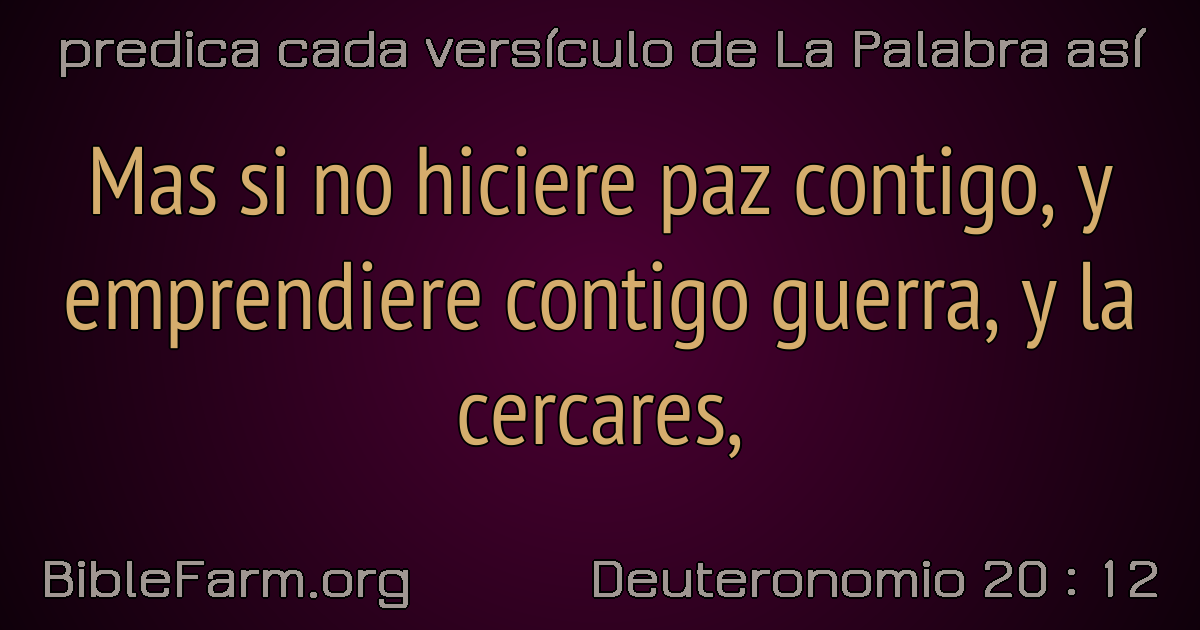 predica cada versículo de La Palabra así
Mas si no hiciere paz contigo, y
emprendiere contigo guerra, y la
cercares,
BibleFarm.org
Deuteronomio 20 : 12